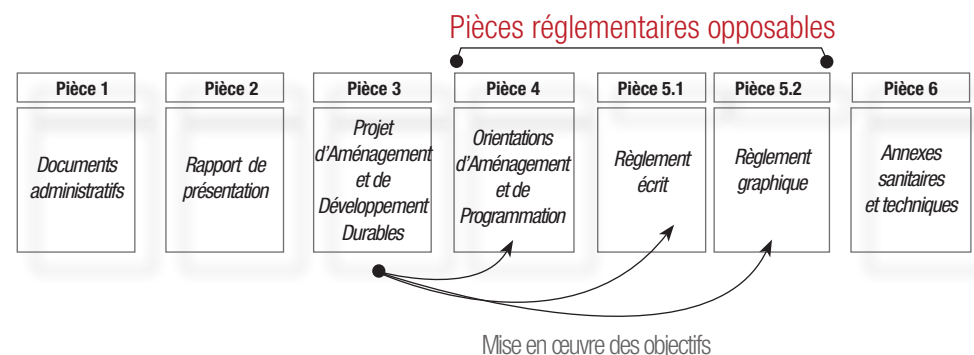 Pièces réglementaires opposables
Pièce 1
Documents
administratifs
Pièce 2
Rapport de
présentation
Pièce 3
Projet
d'Aménagement
et de
Développement
Durables
Pièce 4
Orientations
d'Aménagement
et de
Programmation
Pièce 5.1
Règlement
écrit
Pièce 5.2
Règlement
graphique
Pièce 6
Annexes
sanitaires
et techniques
Mise en œuvre des objectifs